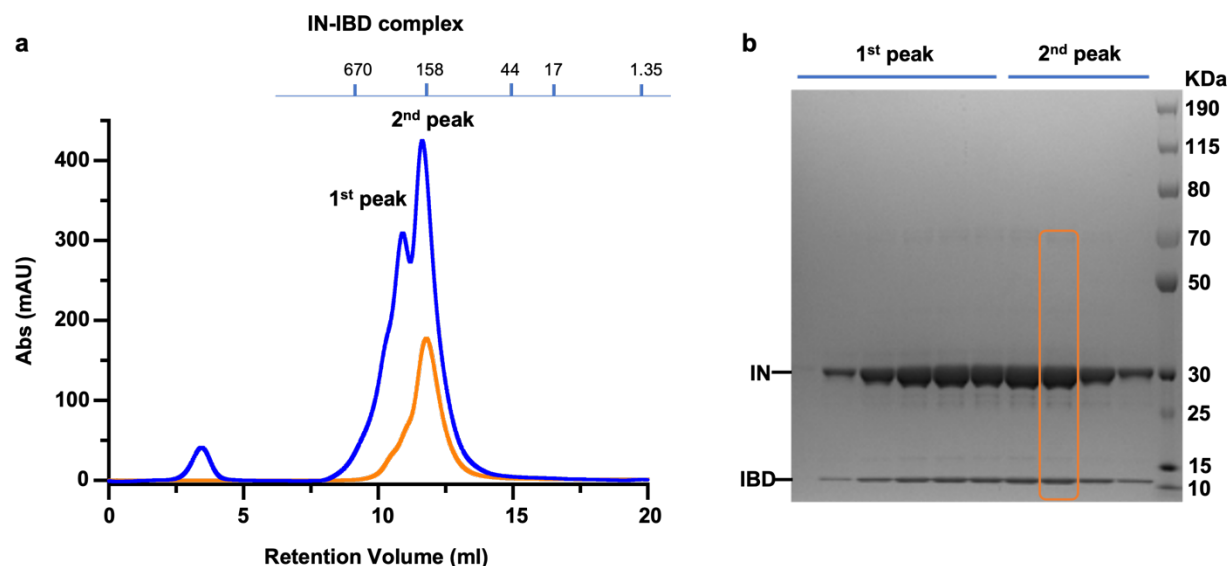 IN-IBD complex
a
670 158 44 17 1.35
2nd peak
1st peak
400
300
200
100
0
Abs (mAU)
0 5 10 15 20
Retention Volume (ml)
b
1st peak 2nd peak
KDa
190
115
80
70
50
IN
30
25
15
IBD
10